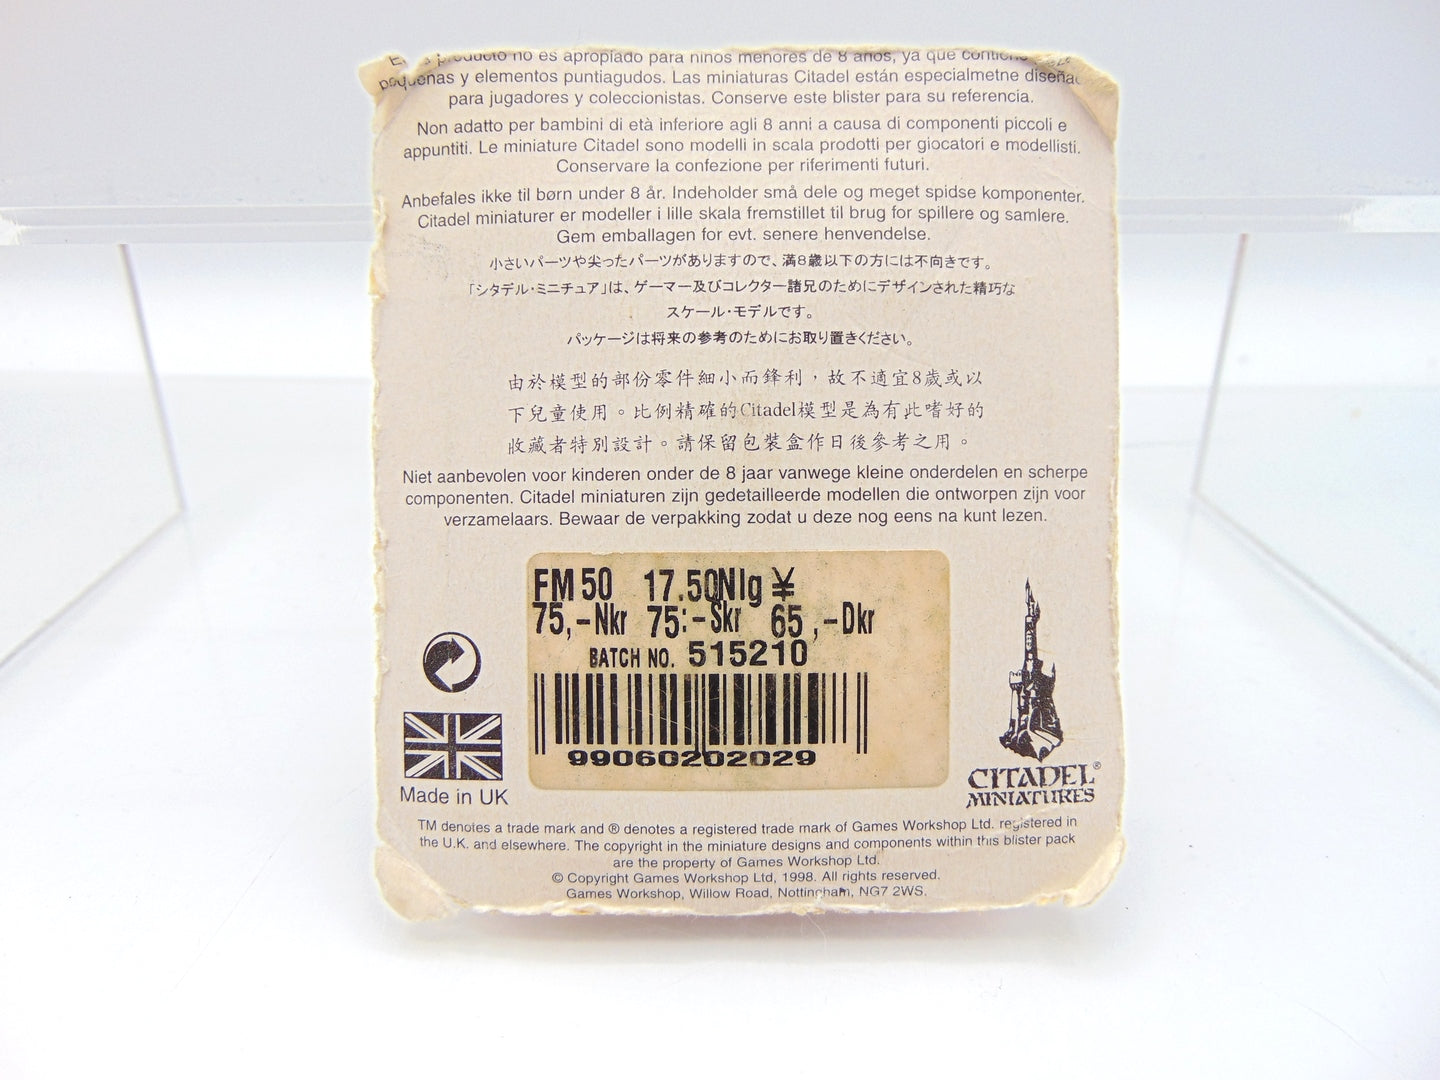 producto no es apropiado para niños menores de 8 años, ya que contiene
pequeñas y elementos puntiagudos. Las miniaturas Citadel están especialmetne diseña
para jugadores y coleccionistas. Conserve este blister para su referencia.
Non adatto per bambini di età inferiore agli 8 anni a causa di componenti piccoli e
appuntiti. Le miniature Citadel sono modelli in scala prodotti per giocatori e modellisti.
Conservare la confezione per riferimenti futuri.
Anbefales ikke til børn under 8 år. Indeholder små dele og meget spidse komponenter.
Citadel miniaturer er modeller i lille skala fremstillet til brug for spillere og samlere.
Gem emballagen for evt. senere henvendelse.
小さいパーツや尖ったパーツがありますので、満8歳以下の方には不向きです。
「シタデル・ミニチュア」は、ゲーマー及びコレクター諸兄のためにデザインされた精巧な
スケール・モデルです。
パッケージは将来の参考のためにお取り置きください。
由於模型的部份零件細小而鋒利，故不適宜8歲或以
下兒童使用。比例精確的Citadel模型是為有此嗜好的
收藏者特別設計。請保留包裝盒作日後參考之用。
Niet aanbevolen voor kinderen onder de 8 jaar vanwege kleine onderdelen en scherpe
componenten. Citadel miniaturen zijn gedetailleerde modellen die ontworpen zijn voor
verzamelaars. Bewaar de verpakking zodat u deze nog eens na kunt lezen.
FM 50 17.50Nlg ¥
75,-Nkr 75:-Skr 65,-Dkr
BATCH NO. 515210
99060202029
Made in UK
CITADEL®
MINIATURES
TM denotes a trade mark and ® denotes a registered trade mark of Games Workshop Ltd. registered in
the U.K. and elsewhere. The copyright in the miniature designs and components within this blister pack
are the property of Games Workshop Ltd.
© Copyright Games Workshop Ltd, 1998. All rights reserved.
Games Workshop, Willow Road, Nottingham, NG7 2WS.